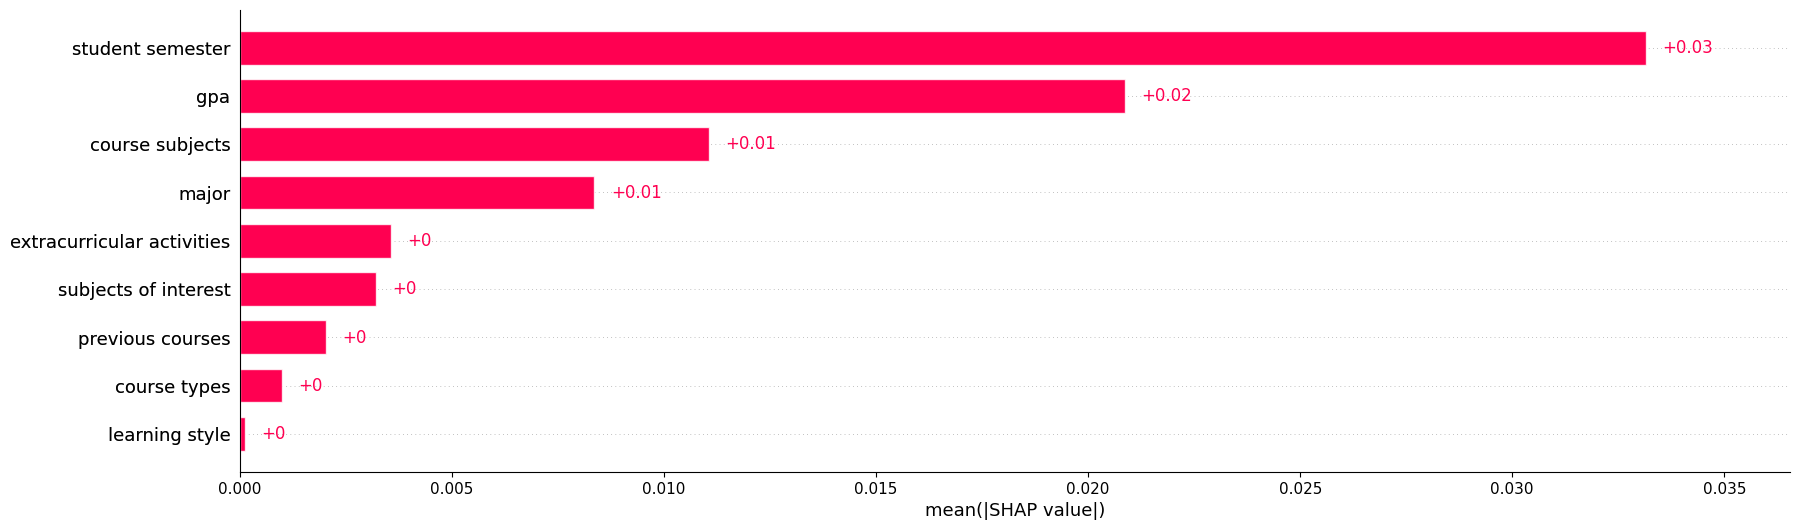 student semester +0.03
gpa +0.02
course subjects +0.01
major +0.01
extracurricular activities +0
subjects of interest +0
previous courses +0
course types +0
learning style +0
0.000 0.005 0.010 0.015 0.020 0.025 0.030 0.035
mean(|SHAP value|)